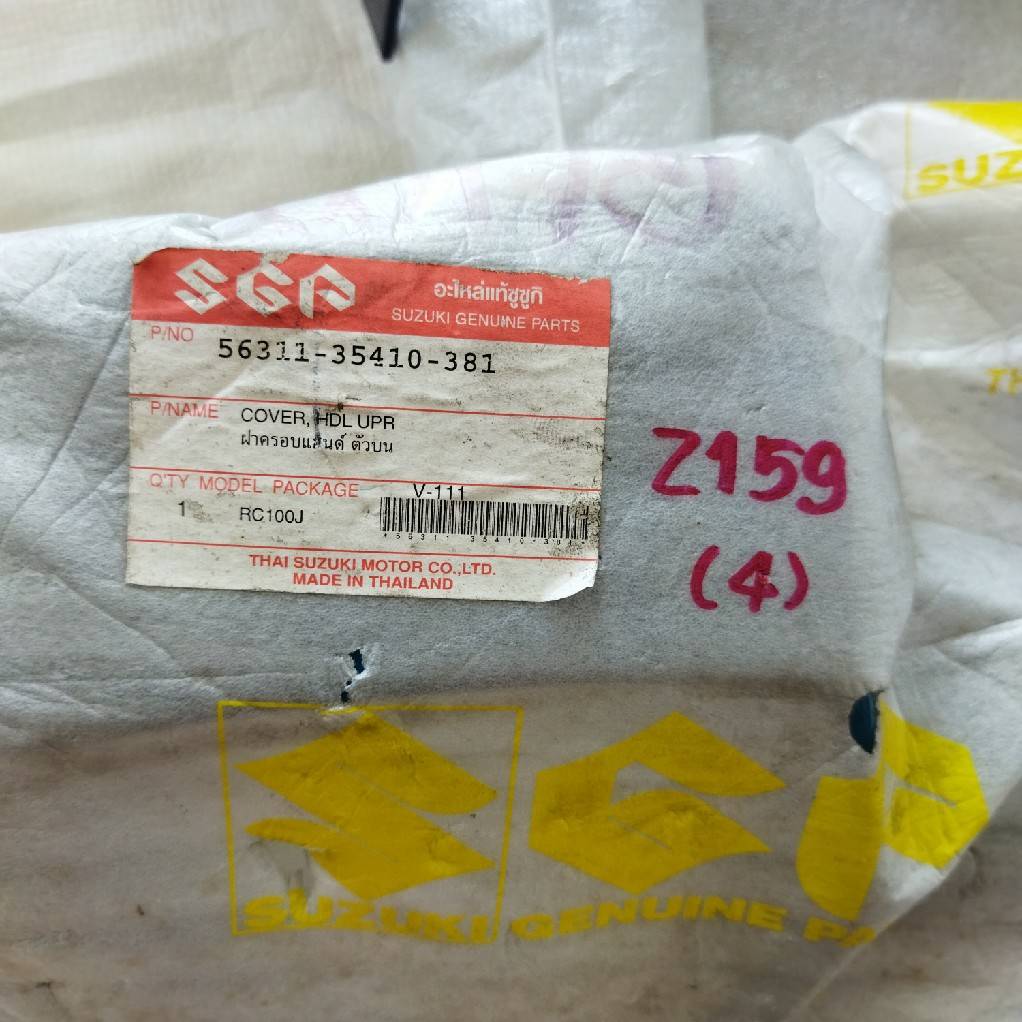 SUZ
SGP
อะไหล่แท้ซูซูกิ
SUZUKI GENUINE PARTS
P/NO
56311-35410-381
P/NAME
COVER, HDL UPR
ฝาครอบแฮนด์ ตัวบน
Q'TY MODEL PACKAGE
V-111
1 RC100J
THAI SUZUKI MOTOR CO.,LTD.
MADE IN THAILAND
Z159
(4)
TH
SGP
SUZUKI GENUINE PA